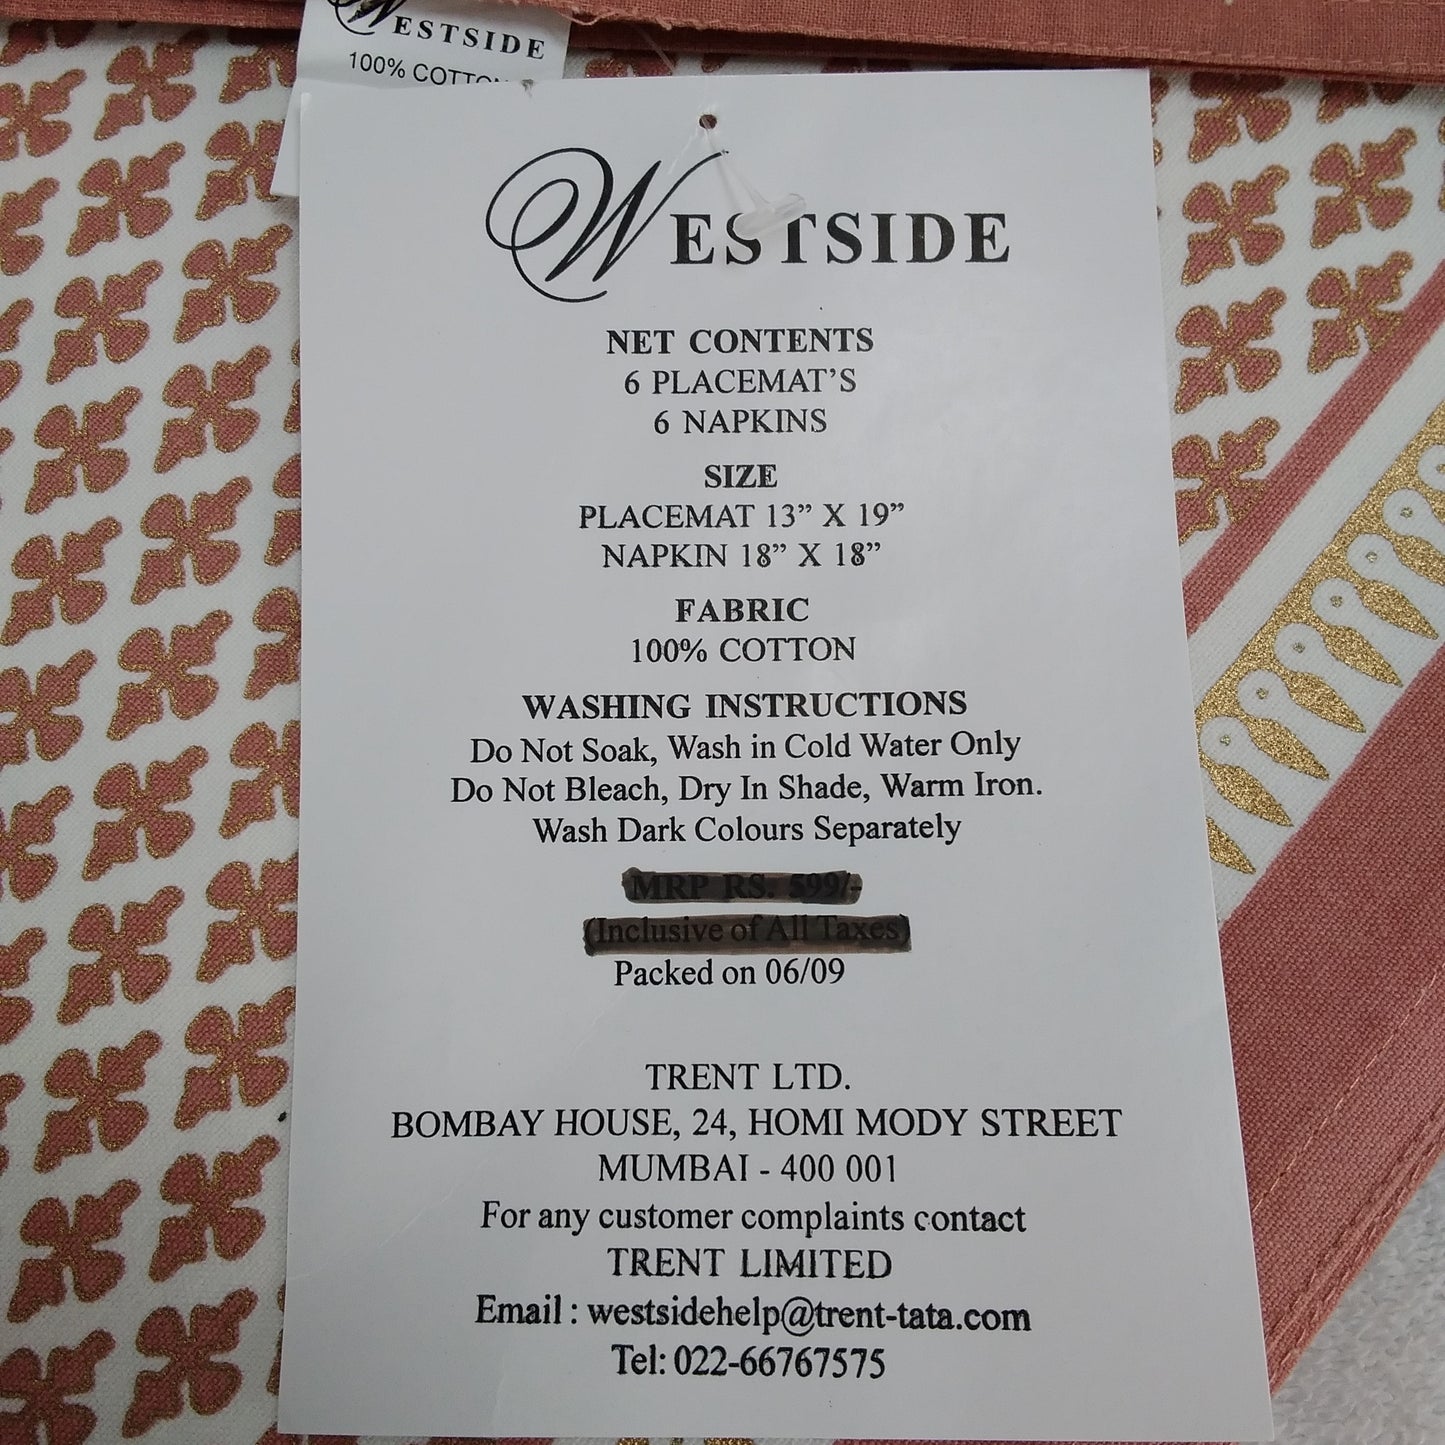 WESTSIDE
100% COTTON
WESTSIDE
NET CONTENTS
6 PLACEMAT’S
6 NAPKINS
SIZE
PLACEMAT 13” X 19”
NAPKIN 18” X 18”
FABRIC
100% COTTON
WASHING INSTRUCTIONS
Do Not Soak, Wash in Cold Water Only
Do Not Bleach, Dry In Shade, Warm Iron.
Wash Dark Colours Separately
MRP RS. 599/-
(Inclusive of All Taxes)
Packed on 06/09
TRENT LTD.
BOMBAY HOUSE, 24, HOMI MODY STREET
MUMBAI - 400 001
For any customer complaints contact
TRENT LIMITED
Email : westsidehelp@trent-tata.com
Tel: 022-66767575